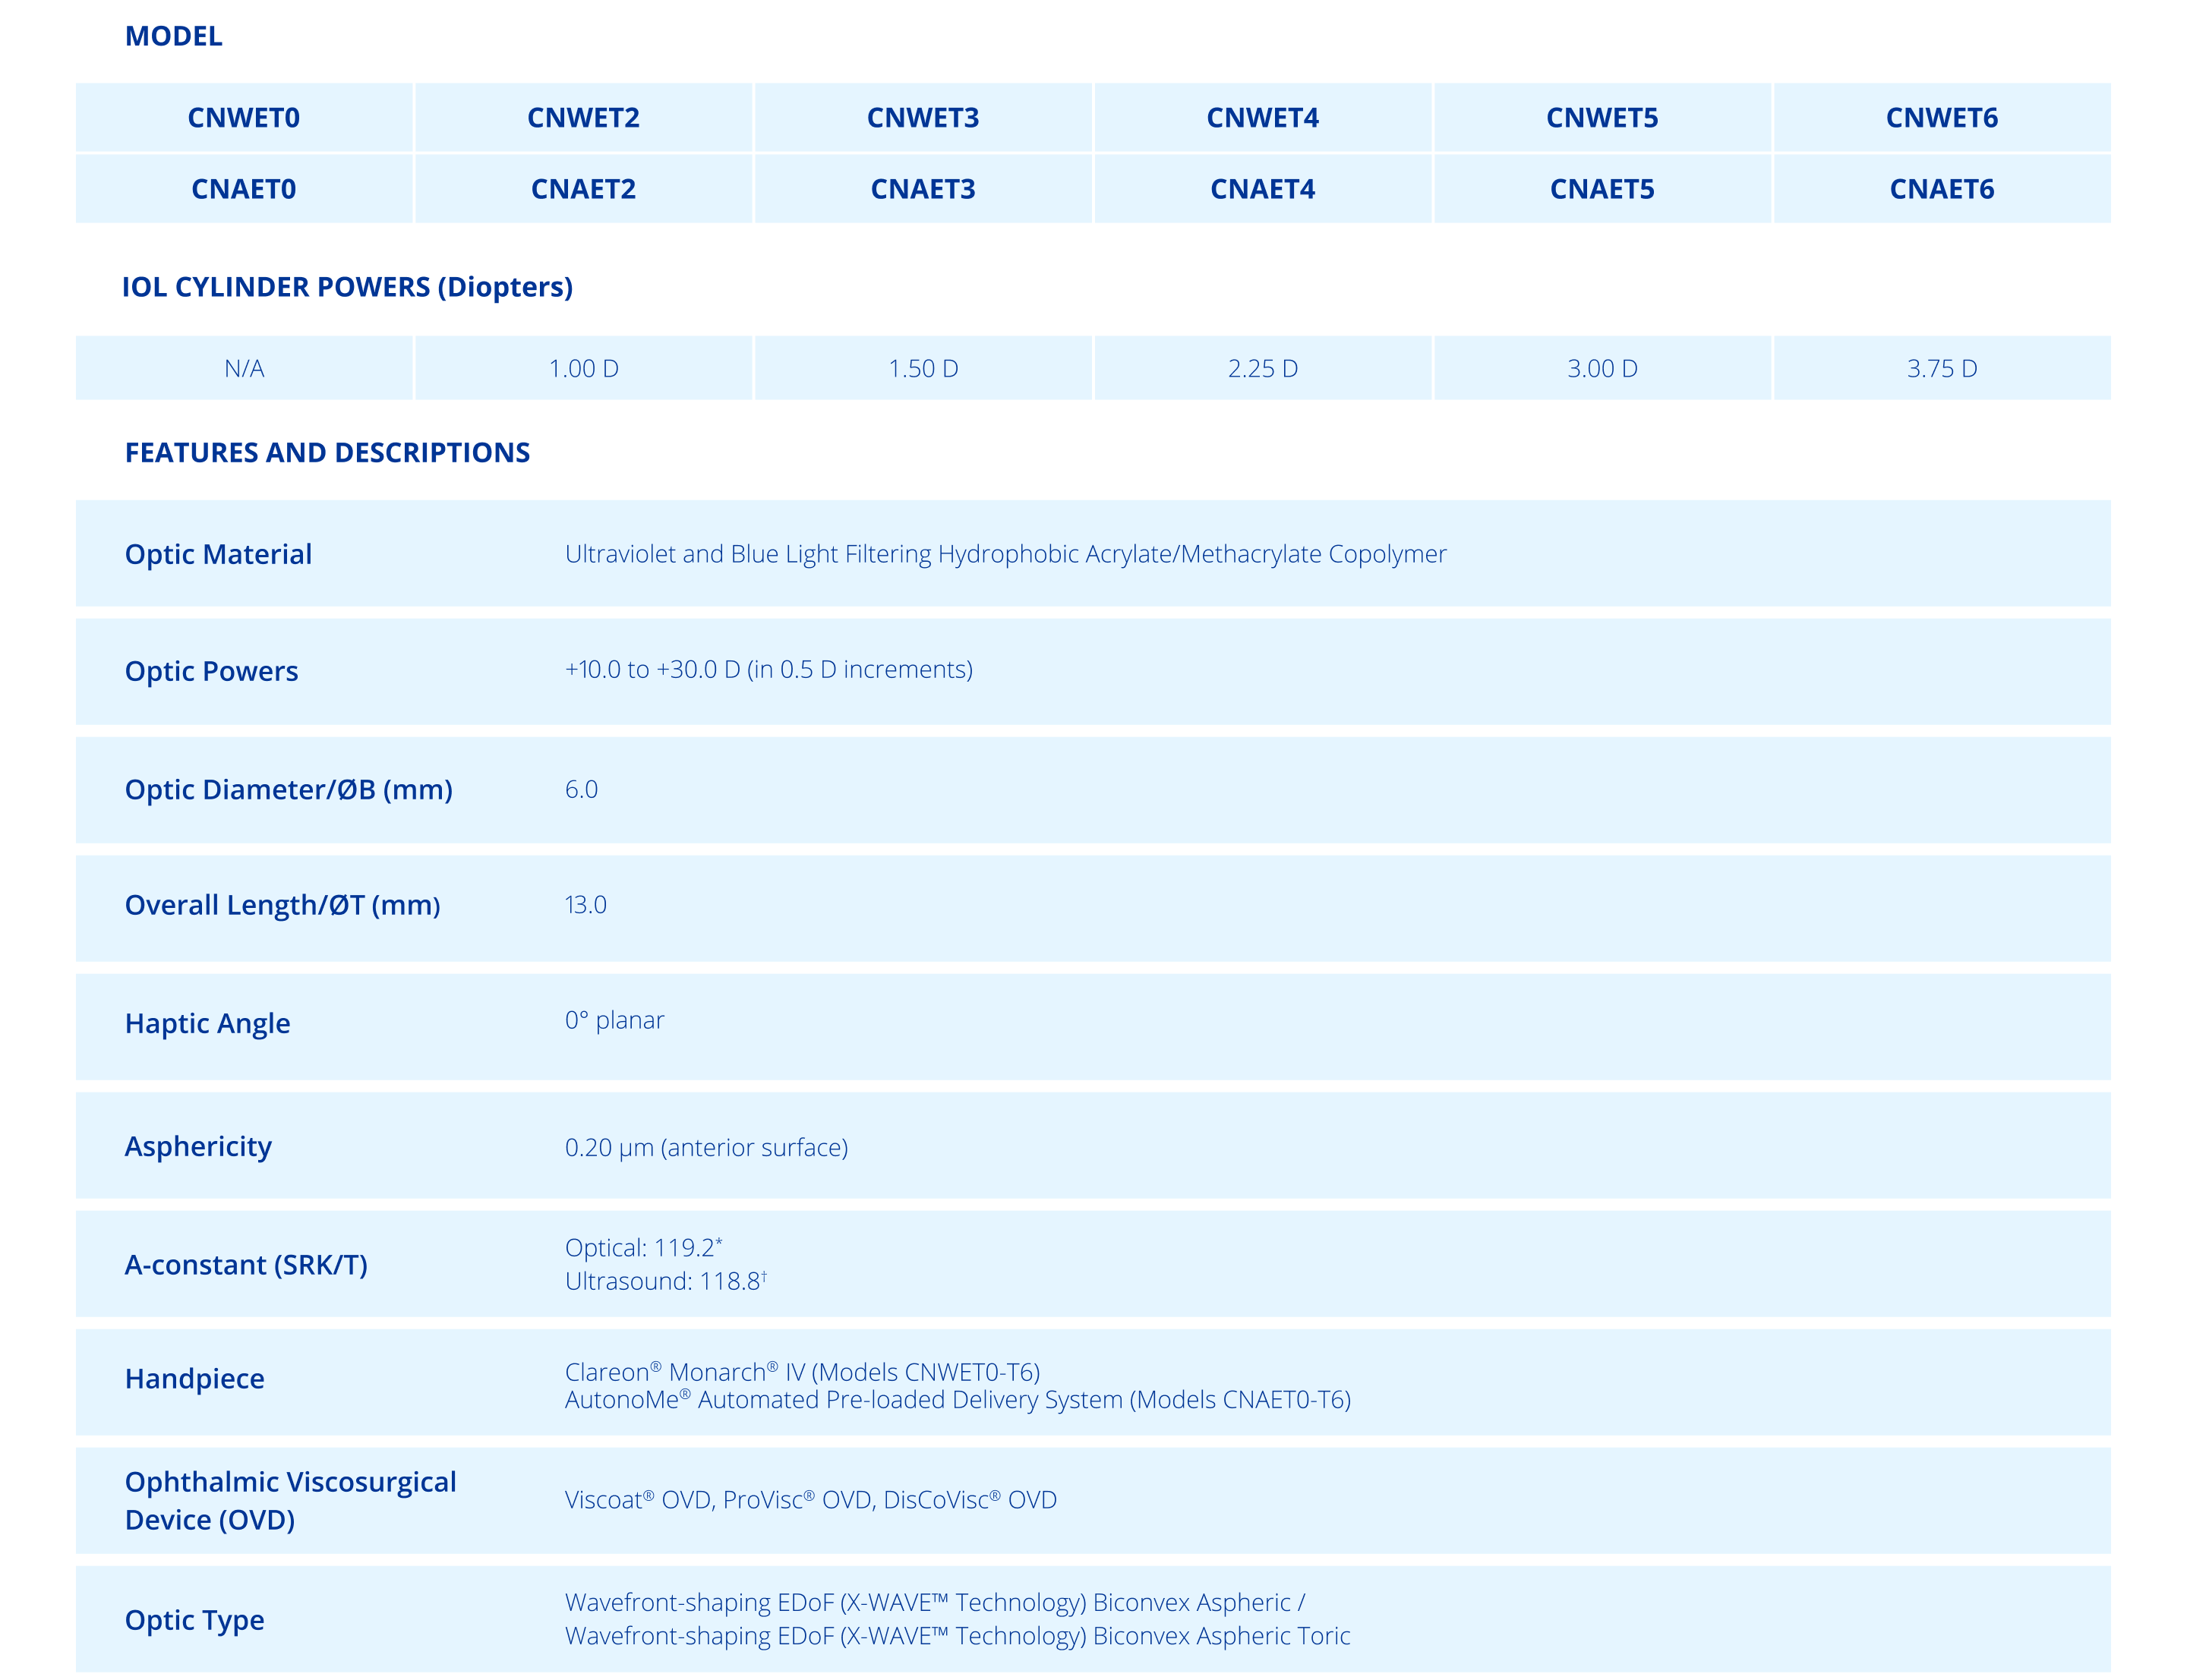 MODEL
CNWET0 CNWET2 CNWET3 CNWET4 CNWET5 CNWET6
CNAET0 CNAET2 CNAET3 CNAET4 CNAET5 CNAET6
IOL CYLINDER POWERS (Diopters)
N/A 1.00 D 1.50 D 2.25 D 3.00 D 3.75 D
FEATURES AND DESCRIPTIONS
Optic Material Ultraviolet and Blue Light Filtering Hydrophobic Acrylate/Methacrylate Copolymer
Optic Powers +10.0 to +30.0 D (in 0.5 D increments)
Optic Diameter/ØB (mm) 6.0
Overall Length/ØT (mm) 13.0
Haptic Angle 0° planar
Asphericity 0.20 µm (anterior surface)
A-constant (SRK/T) Optical: 119.2*
Ultrasound: 118.8†
Handpiece Clareon® Monarch® IV (Models CNWET0-T6)
AutonoMe® Automated Pre-loaded Delivery System (Models CNAET0-T6)
Ophthalmic Viscosurgical
Device (OVD) Viscoat® OVD, ProVisc® OVD, DisCoVisc® OVD
Optic Type Wavefront-shaping EDoF (X-WAVE™ Technology) Biconvex Aspheric /
Wavefront-shaping EDoF (X-WAVE™ Technology) Biconvex Aspheric Toric